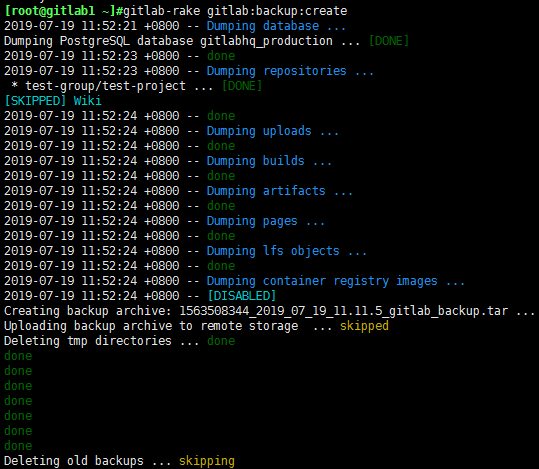 [root@gitlab1 ~]#gitlab-rake gitlab:backup:create
2019-07-19 11:52:21 +0800 -- Dumping database ...
Dumping PostgreSQL database gitlabhq_production ... [DONE]
2019-07-19 11:52:23 +0800 -- done
2019-07-19 11:52:23 +0800 -- Dumping repositories ...
 * test-group/test-project ... [DONE]
[SKIPPED] Wiki
2019-07-19 11:52:24 +0800 -- done
2019-07-19 11:52:24 +0800 -- Dumping uploads ...
2019-07-19 11:52:24 +0800 -- done
2019-07-19 11:52:24 +0800 -- Dumping builds ...
2019-07-19 11:52:24 +0800 -- done
2019-07-19 11:52:24 +0800 -- Dumping artifacts ...
2019-07-19 11:52:24 +0800 -- done
2019-07-19 11:52:24 +0800 -- Dumping pages ...
2019-07-19 11:52:24 +0800 -- done
2019-07-19 11:52:24 +0800 -- Dumping lfs objects ...
2019-07-19 11:52:24 +0800 -- done
2019-07-19 11:52:24 +0800 -- Dumping container registry images ...
2019-07-19 11:52:24 +0800 -- [DISABLED]
Creating backup archive: 1563508344_2019_07_19_11.11.5_gitlab_backup.tar ...
Uploading backup archive to remote storage  ... skipped
Deleting tmp directories ... done
done
done
done
done
done
done
done
Deleting old backups ... skipping